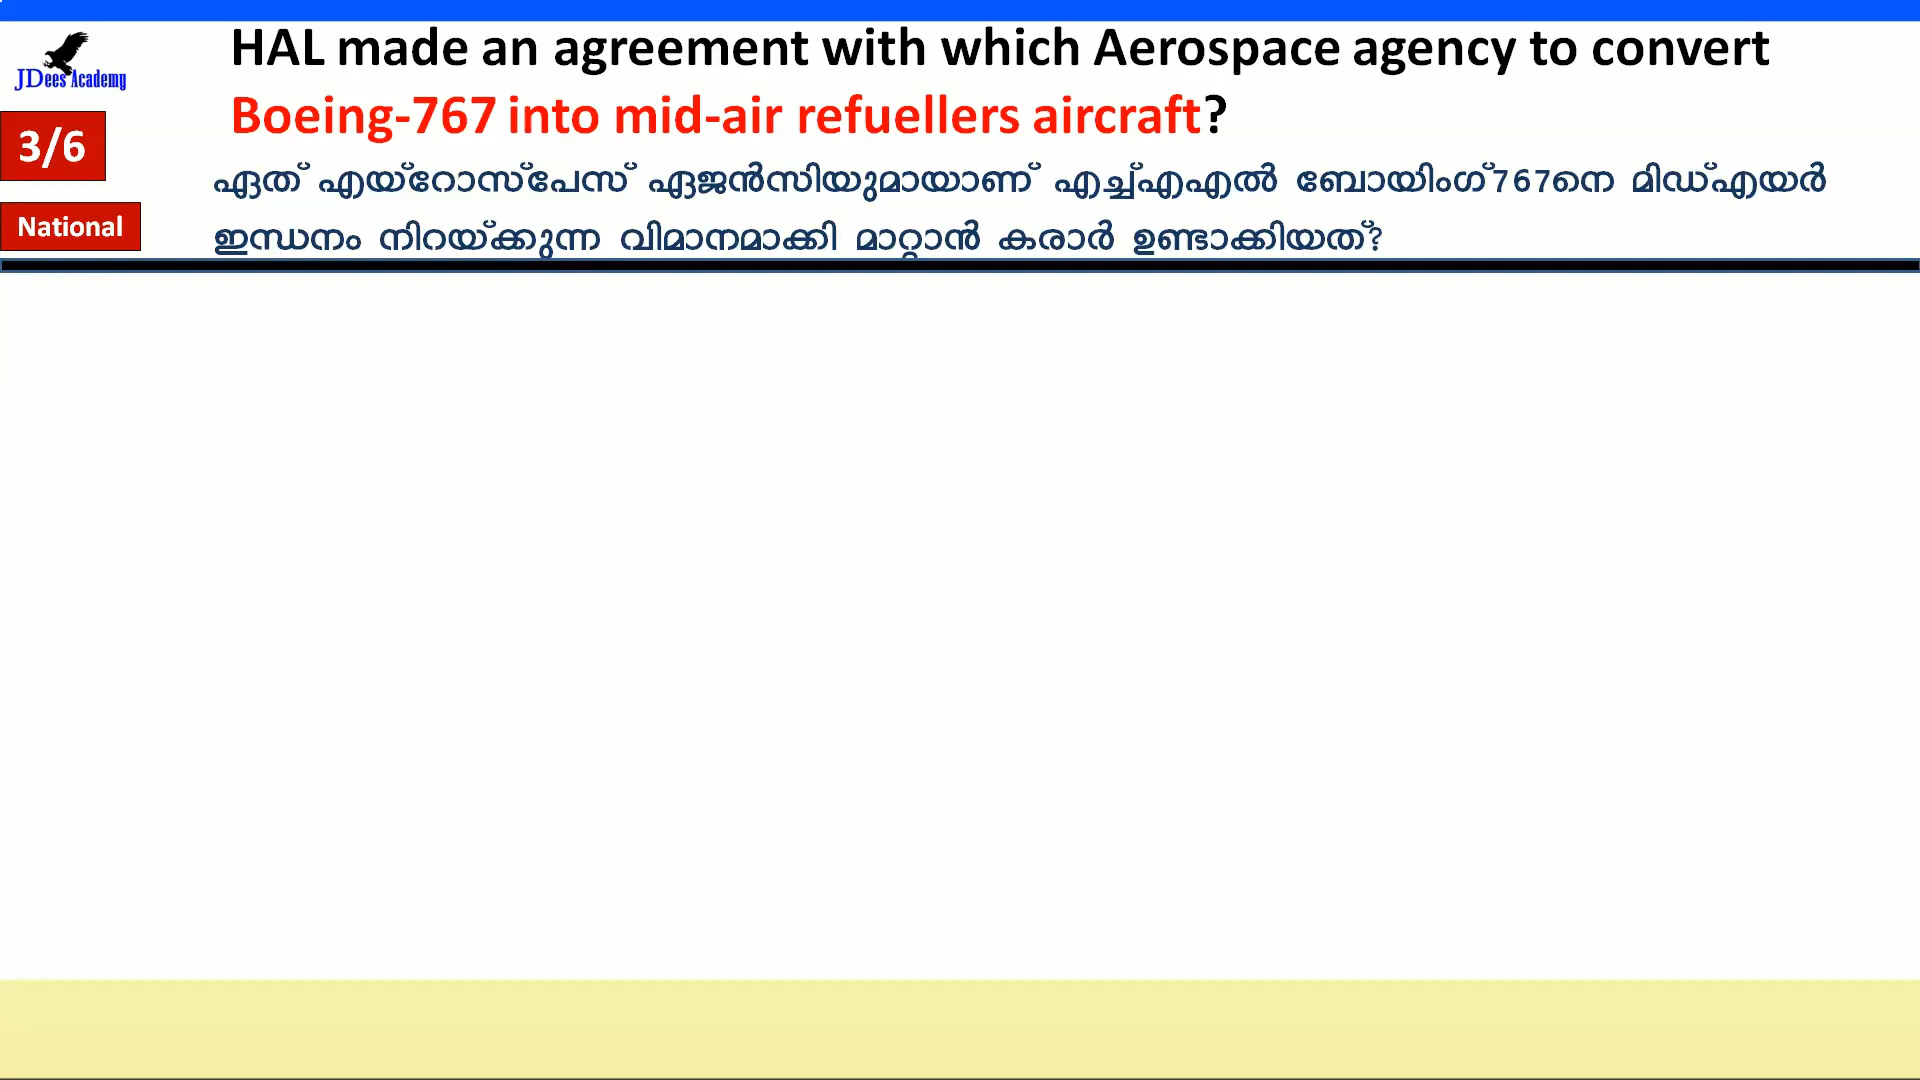 HAL made an agreement with which Aerospace agency to convert
Boeing-767 into mid-air refuellers aircraft?
JDees Academy
3/6
ഏത് എയ്റോസ്പേസ് ഏജൻസിയുമായാണ് എച്ച്എഎൽ ബോയിംഗ്767നെ മിഡ്എയർ
National
ഇന്ധനം നിറയ്ക്കുന്ന വിമാനമാക്കി മാറ്റാൻ കരാർ ഉണ്ടാക്കിയത്?